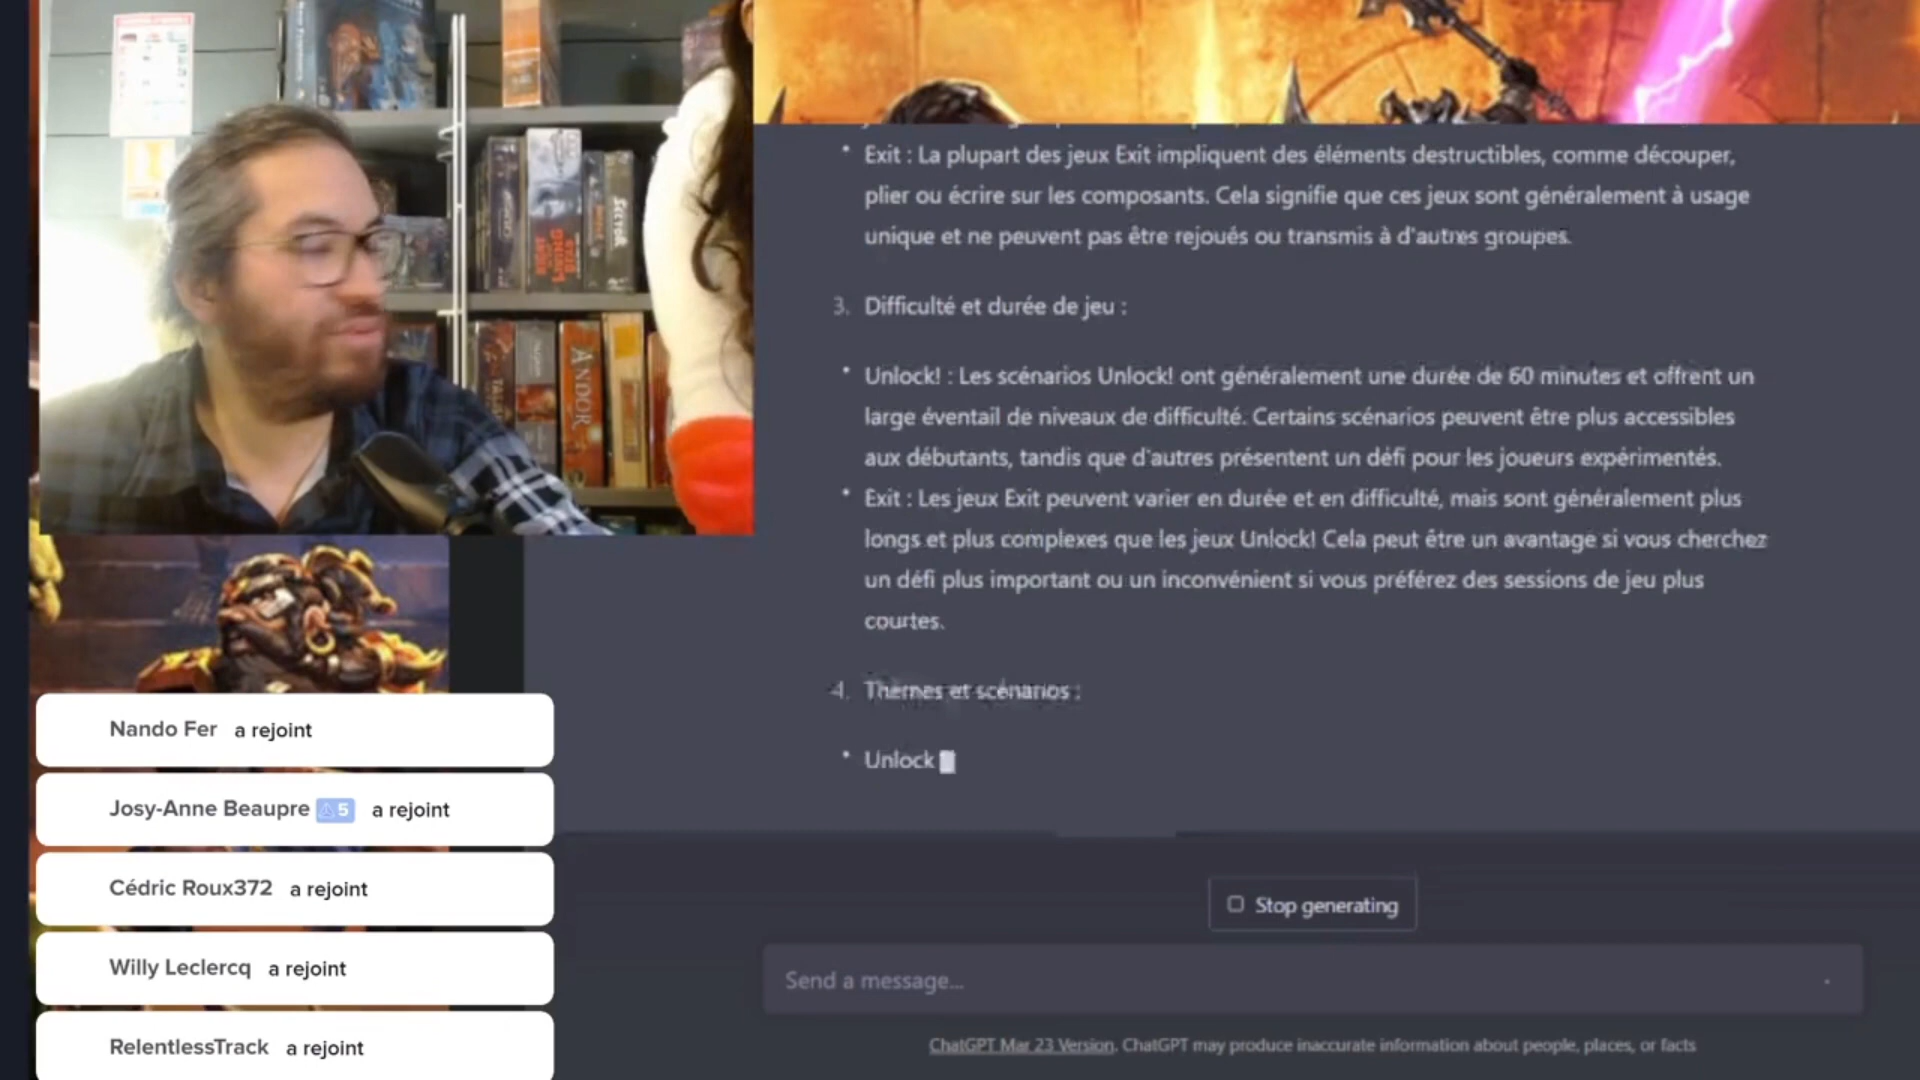 NIGHT
OF THE
LIVING
DEAD
SECTOR
ANDOR
• Exit : La plupart des jeux Exit impliquent des éléments destructibles, comme découper,
plier ou écrire sur les composants. Cela signifie que ces jeux sont généralement à usage
unique et ne peuvent pas être rejoués ou transmis à d'autres groupes.
3. Difficulté et durée de jeu :
• Unlock! : Les scénarios Unlock! ont généralement une durée de 60 minutes et offrent un
large éventail de niveaux de difficulté. Certains scénarios peuvent être plus accessibles
aux débutants, tandis que d'autres présentent un défi pour les joueurs expérimentés.
• Exit : Les jeux Exit peuvent varier en durée et en difficulté, mais sont généralement plus
longs et plus complexes que les jeux Unlock! Cela peut être un avantage si vous cherchez
un défi plus important ou un inconvénient si vous préférez des sessions de jeu plus
courtes.
4. Thèmes et scénarios :
• Unlock
Nando Fer a rejoint
Josy-Anne Beaupre 5 a rejoint
Cédric Roux372 a rejoint
Willy Leclercq a rejoint
RelentlessTrack a rejoint
Stop generating
Send a message...
ChatGPT Mar 23 Version. ChatGPT may produce inaccurate information about people, places, or facts